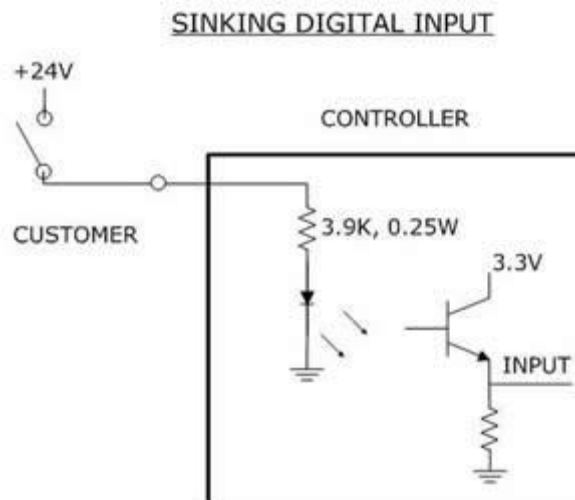 SINKING DIGITAL INPUT
+24V
CONTROLLER
CUSTOMER
3.9K, 0.25W
3.3V
INPUT